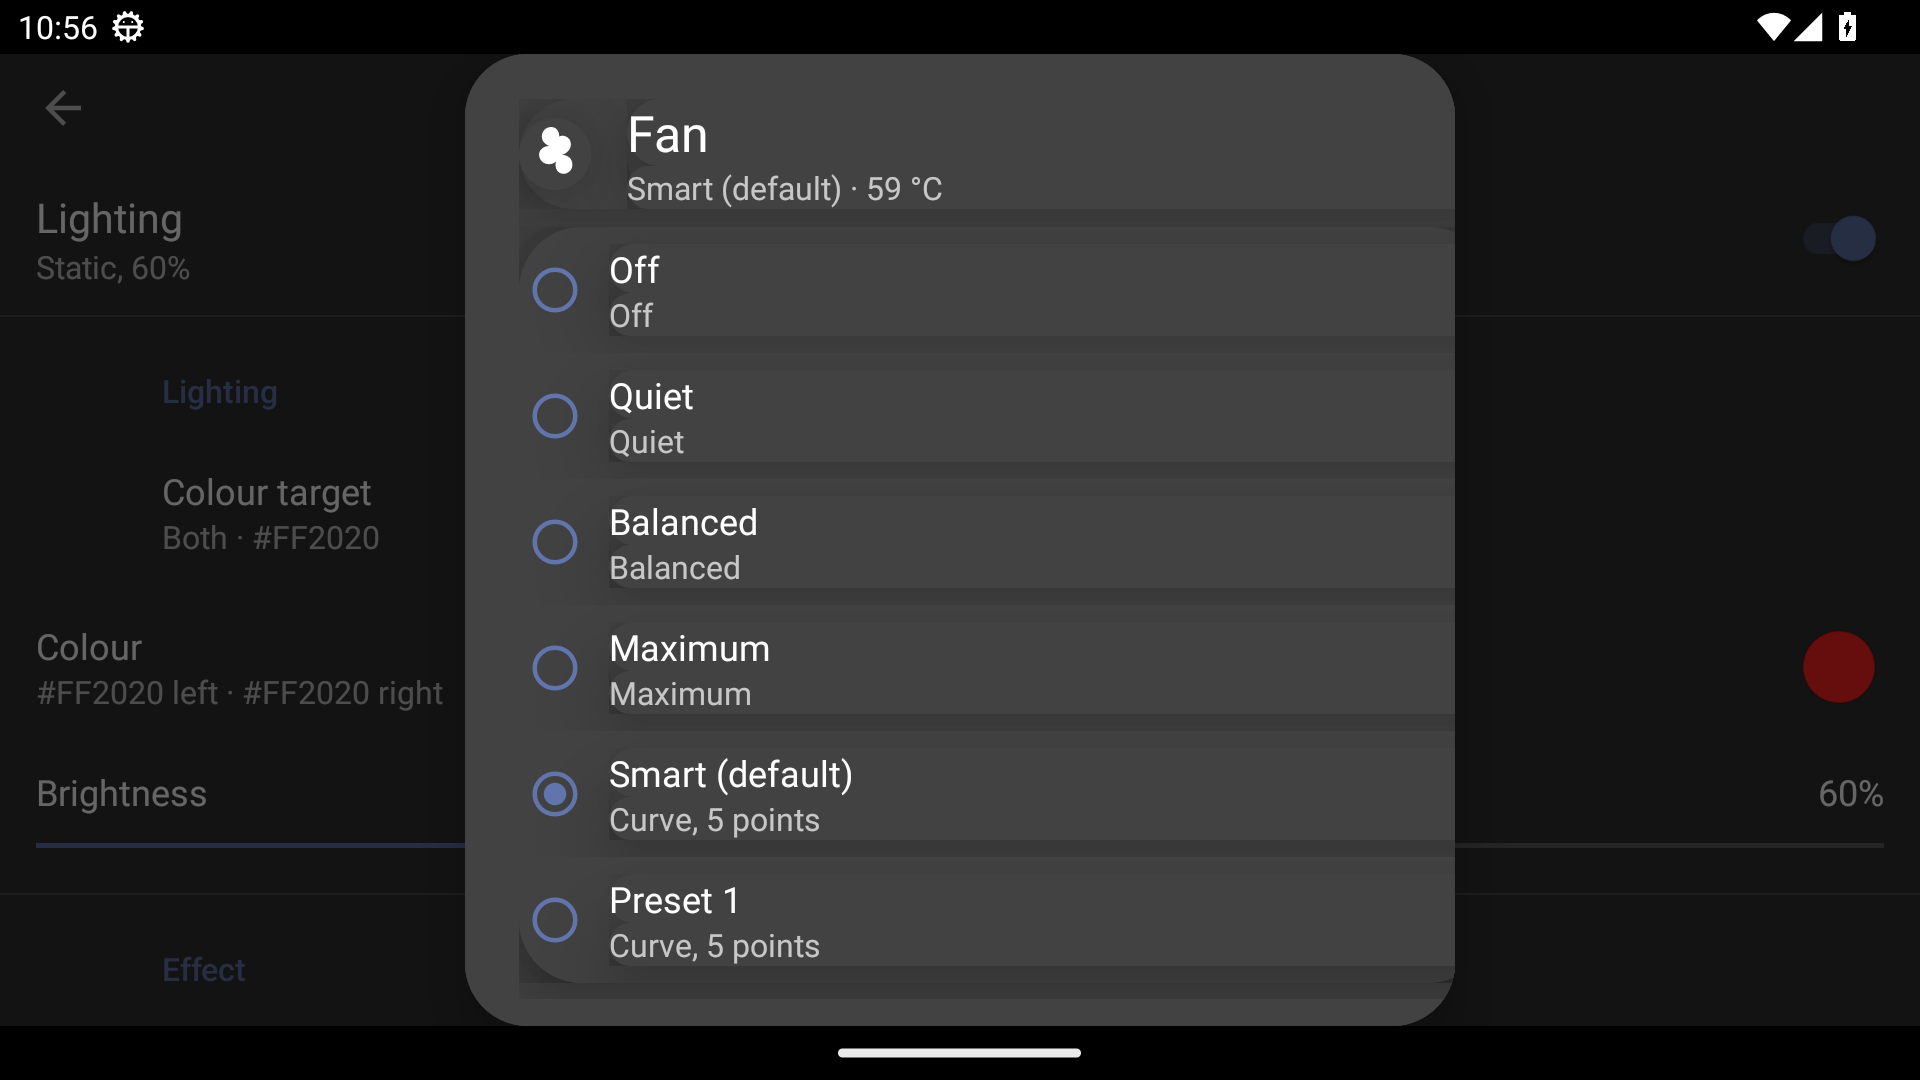 10:56
Fan
Smart (default) · 59 °C
Off
Off
Quiet
Quiet
Balanced
Balanced
Maximum
Maximum
Smart (default)
Curve, 5 points
Preset 1
Curve, 5 points
Lighting
Static, 60%
Lighting
Colour target
Both · #FF2020
Colour
#FF2020 left · #FF2020 right
Brightness
60%
Effect